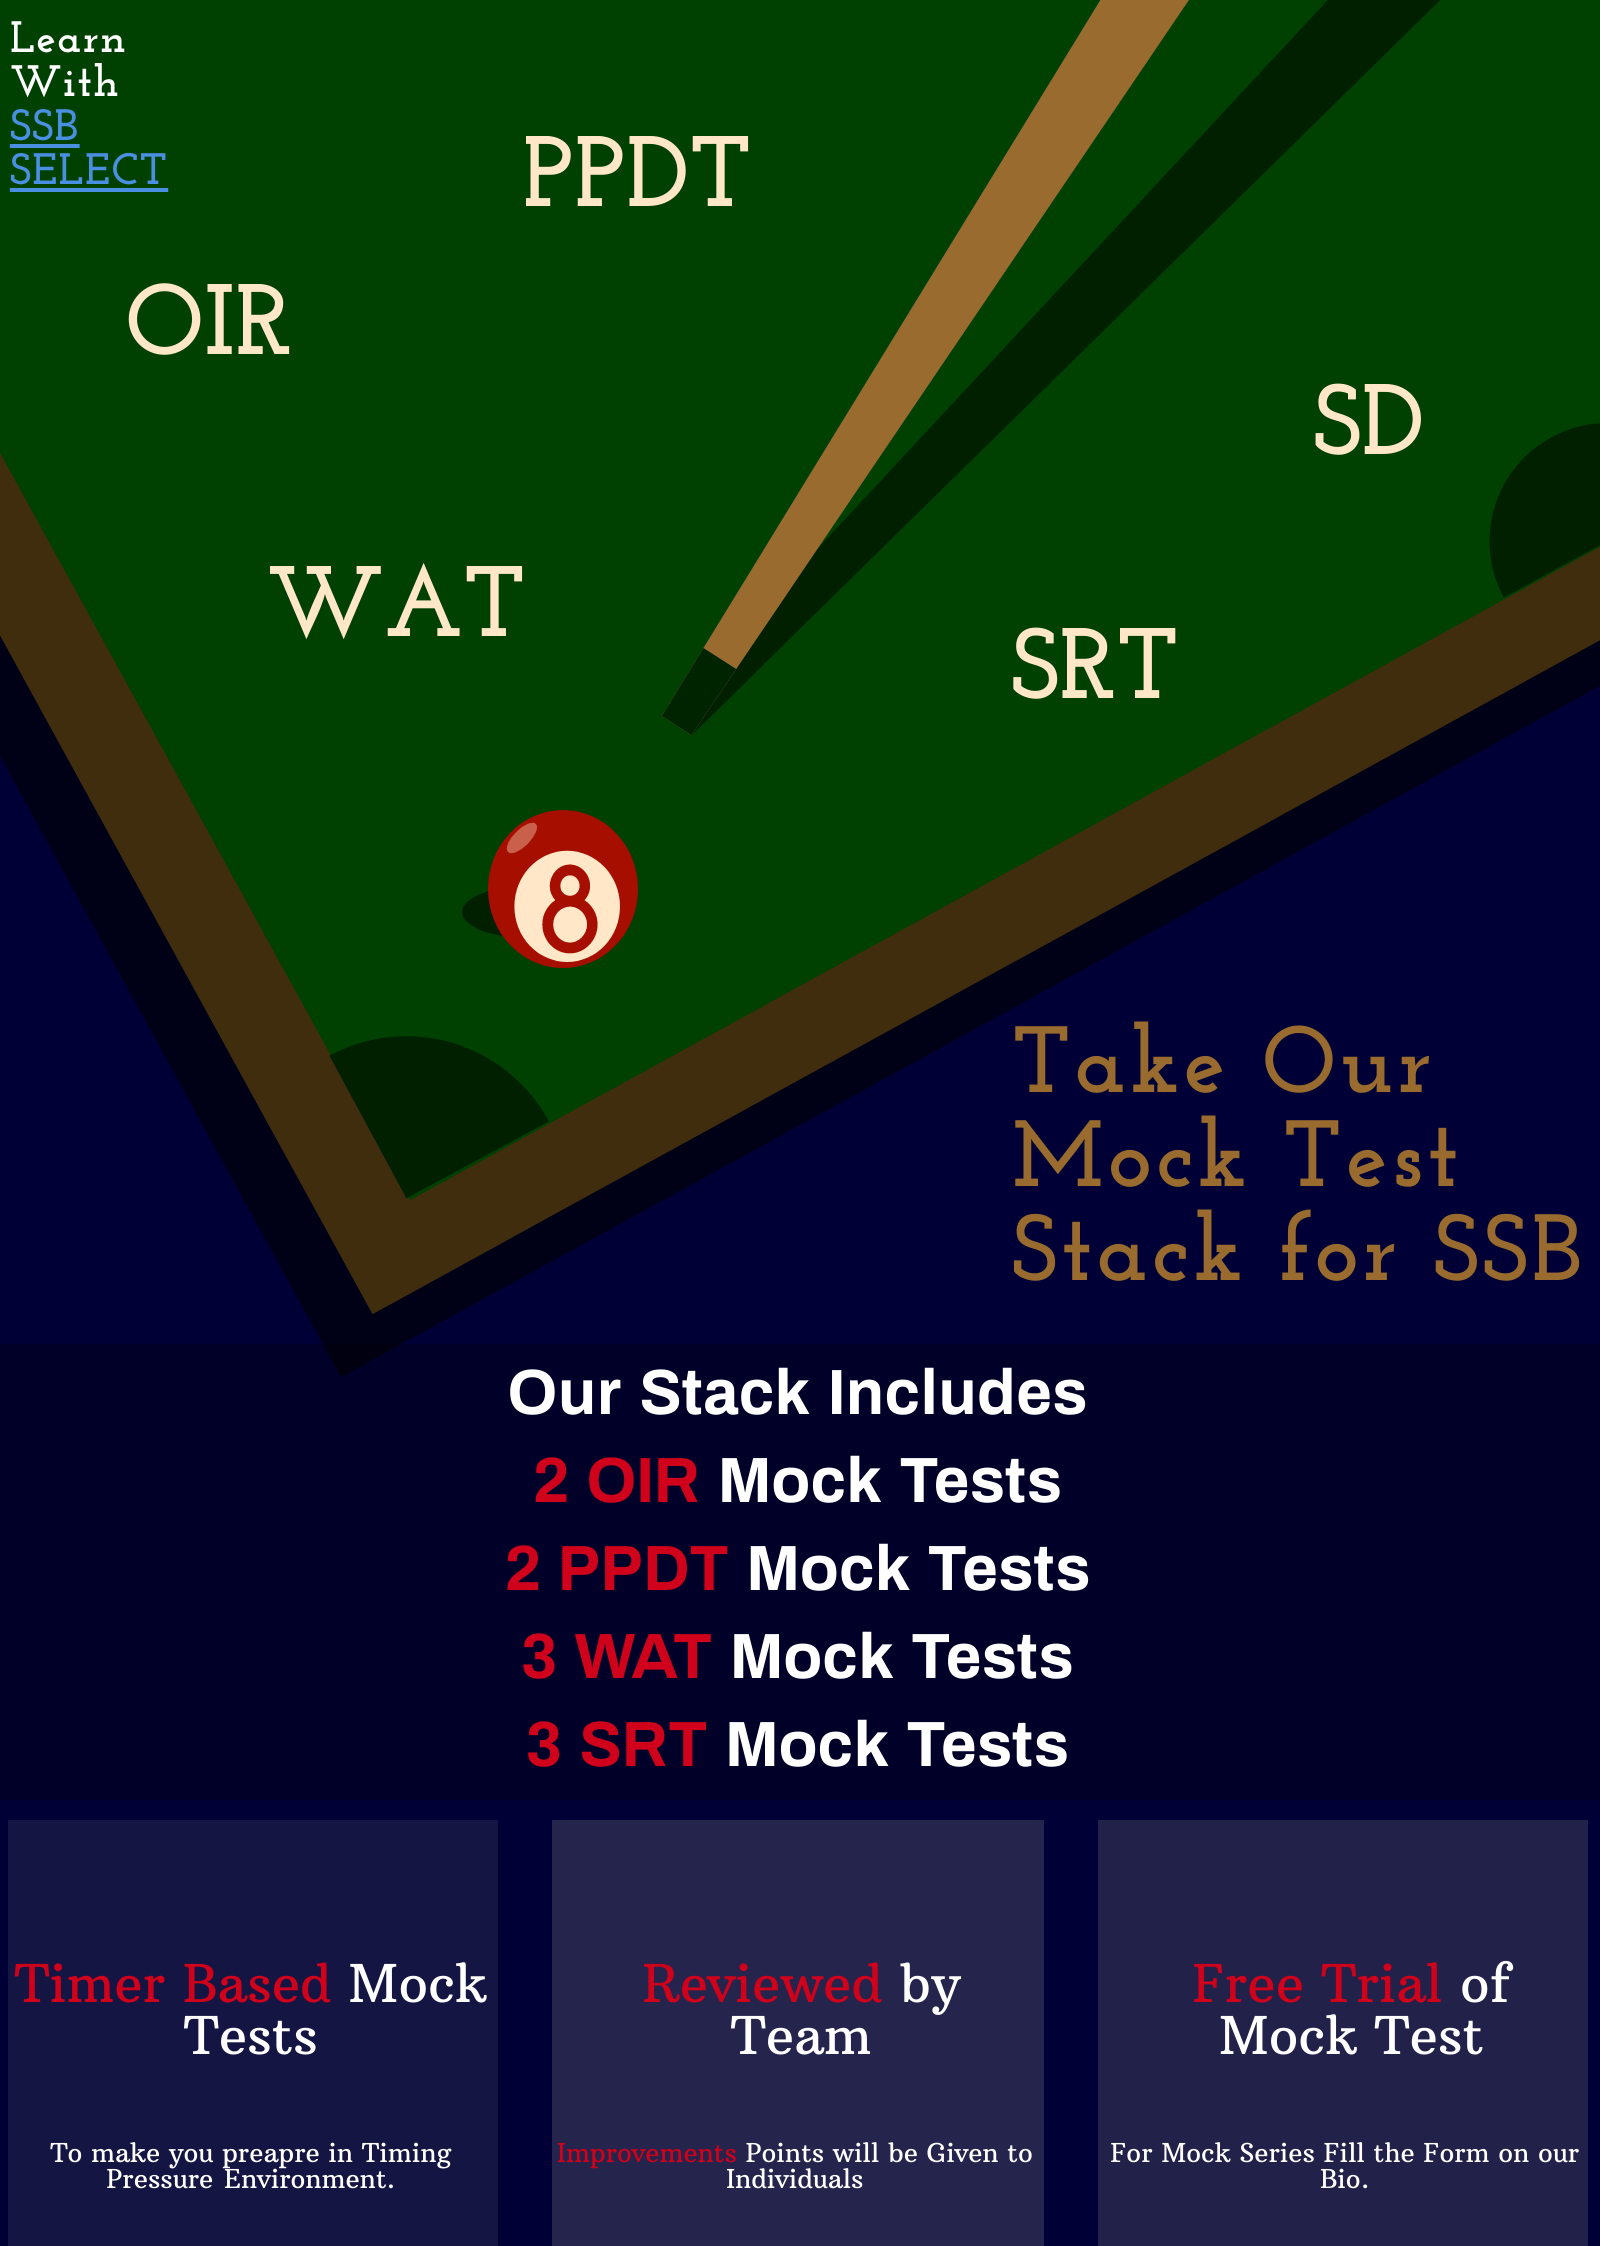 Learn
With
SSB
SELECT
PPDT
OIR
SD
WAT
SRT
8
Take Our
Mock Test
Stack for SSB
Our Stack Includes
2 OIR Mock Tests
2 PPDT Mock Tests
3 WAT Mock Tests
3 SRT Mock Tests
Timer Based Mock
Tests
To make you preapre in Timing
Pressure Environment.
Reviewed by
Team
Improvements Points will be Given to
Individuals
Free Trial of
Mock Test
For Mock Series Fill the Form on our
Bio.